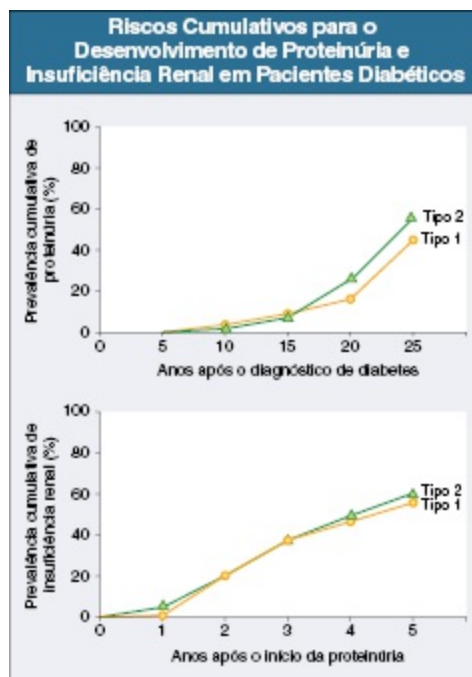 Riscos Cumulativos para o
Desenvolvimento de Proteinúria e
Insuficiência Renal em Pacientes Diabéticos
Prevalência cumulativa de
proteinúria (%)
100
80
60
40
20
0
Tipo 2
Tipo 1
0 5 10 15 20 25
Anos após o diagnóstico de diabetes
Prevalência cumulativa de
Insuficiência renal (%)
100
80
60
40
20
0
Tipo 2
Tipo 1
0 1 2 3 4 5
Anos após o início da proteinúria